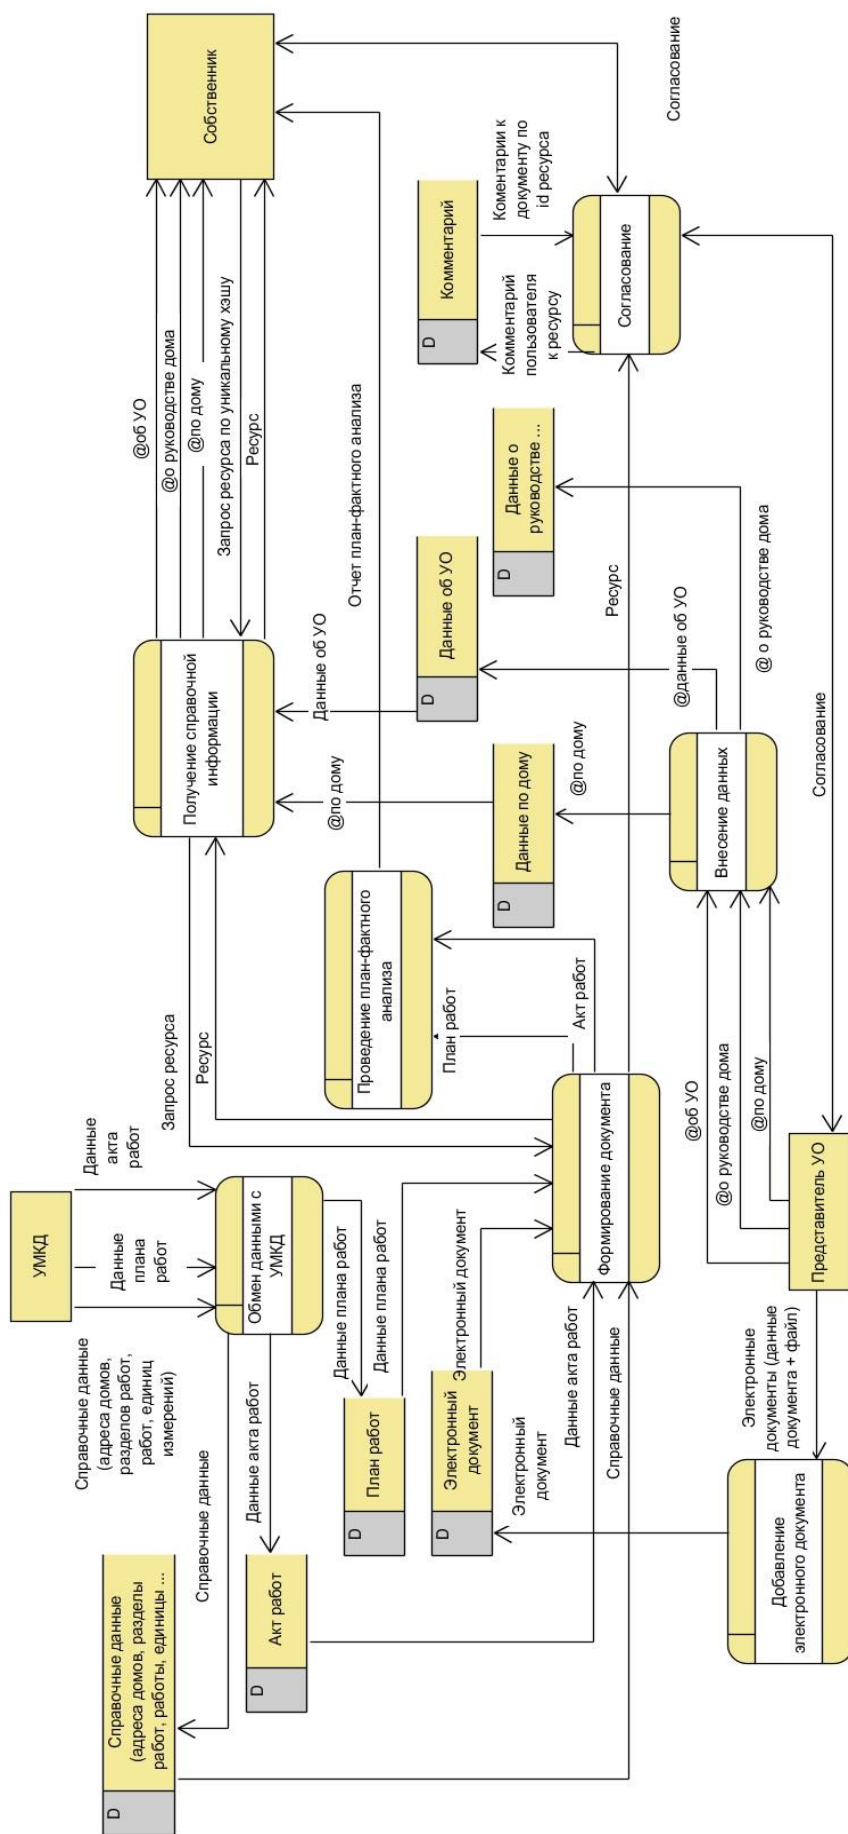 Справочные данные
(адреса домов, разделы
работ, работы, единицы ...
D
Справочные данные
(адреса домов,
разделов работ,
работ, единиц
измерений)
УМКД
Данные
плана
работ
Данные
акта
работ
Справочные данные
Данные акта работ
Обмен данными с
УМКД
Данные плана работ
Данные плана работ
Акт работ
D
План работ
D
Электронный
документ
D
Электронный документ
Электронный
документ
Данные акта работ
Справочные данные
Формирование документа
Запрос ресурса
Ресурс
План работ
Акт работ
Проведение план-фактного
анализа
Отчет план-фактного анализа
Получение справочной
информации
@об УО
@о руководстве дома
@по дому
Запрос ресурса по уникальному хэшу
Ресурс
Собственник
@по дому
Данные об УО
Данные по дому
D
Данные об УО
D
Данные о
руководстве ...
D
@по дому
@данные об УО
@ о руководстве дома
Внесение данных
@об УО
@о руководстве дома
@по дому
Ресурс
Комментарий
D
Комментарий
пользователя
к ресурсу
Коментарии к
документу по
id ресурса
Согласование
Согласование
Согласование
Представитель УО
Электронные
документы (данные
документа + файл)
Добавление
электронного документа